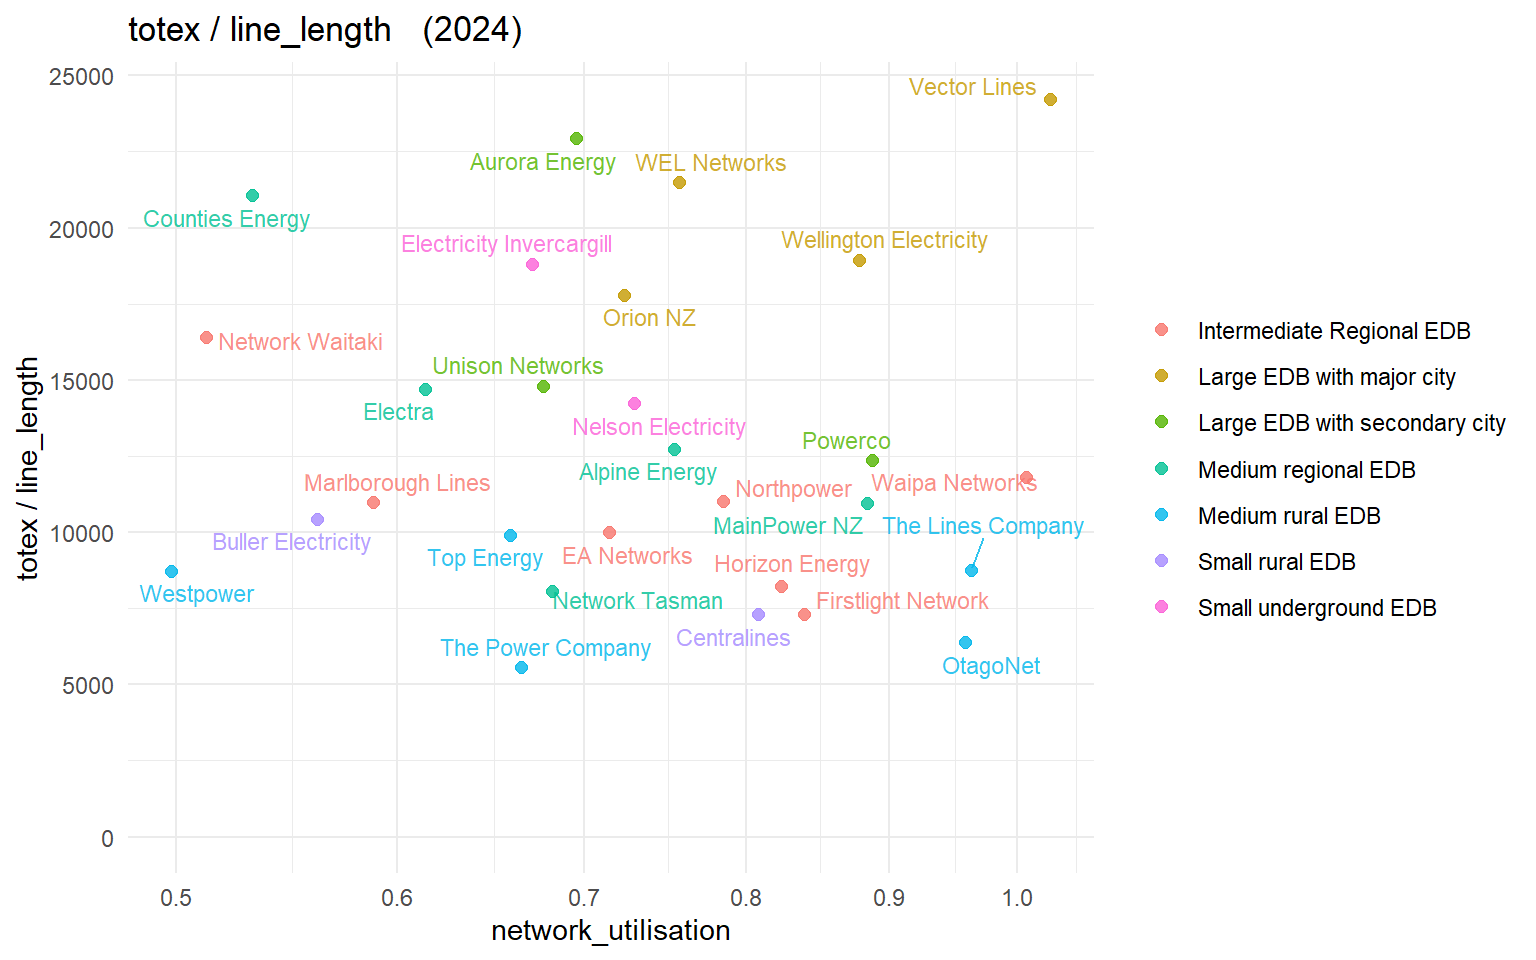 totex / line_length (2024)
totex / line_length
25000
20000
15000
10000
5000
0
Vector Lines
Aurora Energy
WEL Networks
Counties Energy
Electricity Invercargill
Wellington Electricity
Orion NZ
Network Waitaki
Unison Networks
Electra
Nelson Electricity
Powerco
Alpine Energy
Marlborough Lines
Northpower
Waipa Networks
MainPower NZ
The Lines Company
Buller Electricity
Top Energy
EA Networks
Horizon Energy
Westpower
Network Tasman
Firstlight Network
Centralines
The Power Company
OtagoNet
0.5 0.6 0.7 0.8 0.9 1.0
network_utilisation
Intermediate Regional EDB
Large EDB with major city
Large EDB with secondary city
Medium regional EDB
Medium rural EDB
Small rural EDB
Small underground EDB